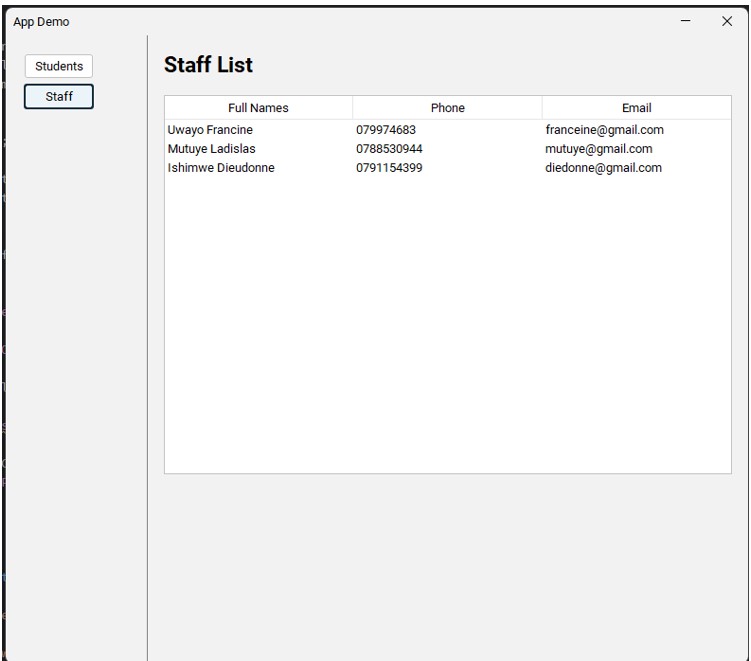 App Demo
Students
Staff
Staff List
Full Names Phone Email
Uwayo Francine 079974683 franceine@gmail.com
Mutuye Ladislas 0788530944 mutuye@gmail.com
Ishimwe Dieudonne 0791154399 diedonne@gmail.com